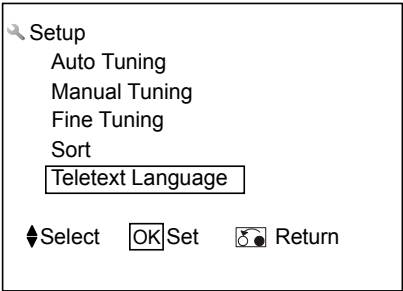 Setup
Auto Tuning
Manual Tuning
Fine Tuning
Sort
Teletext Language
Select OK Set Return